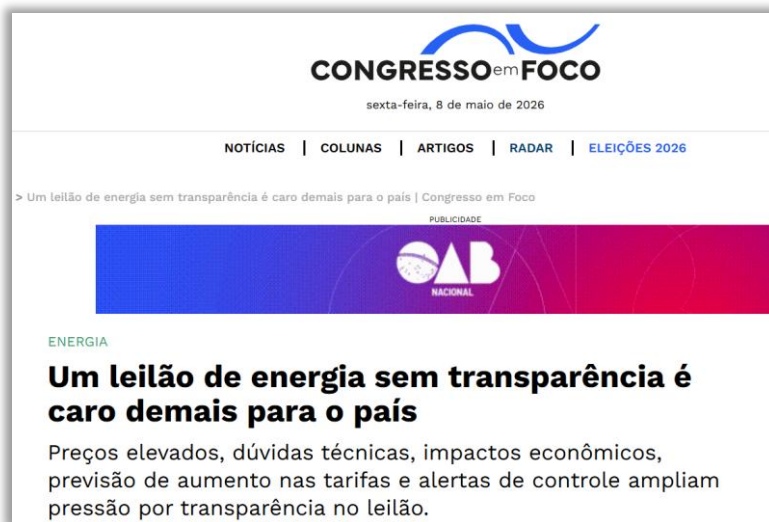 CONGRESSOemFOCO
sexta-feira, 8 de maio de 2026
NOTÍCIAS | COLUNAS | ARTIGOS | RADAR | ELEIÇÕES 2026
> Um leilão de energia sem transparência é caro demais para o país | Congresso em Foco
PUBLICIDADE
OAB
NACIONAL
ENERGIA
Um leilão de energia sem transparência é
caro demais para o país
Preços elevados, dúvidas técnicas, impactos econômicos,
previsão de aumento nas tarifas e alertas de controle ampliam
pressão por transparência no leilão.